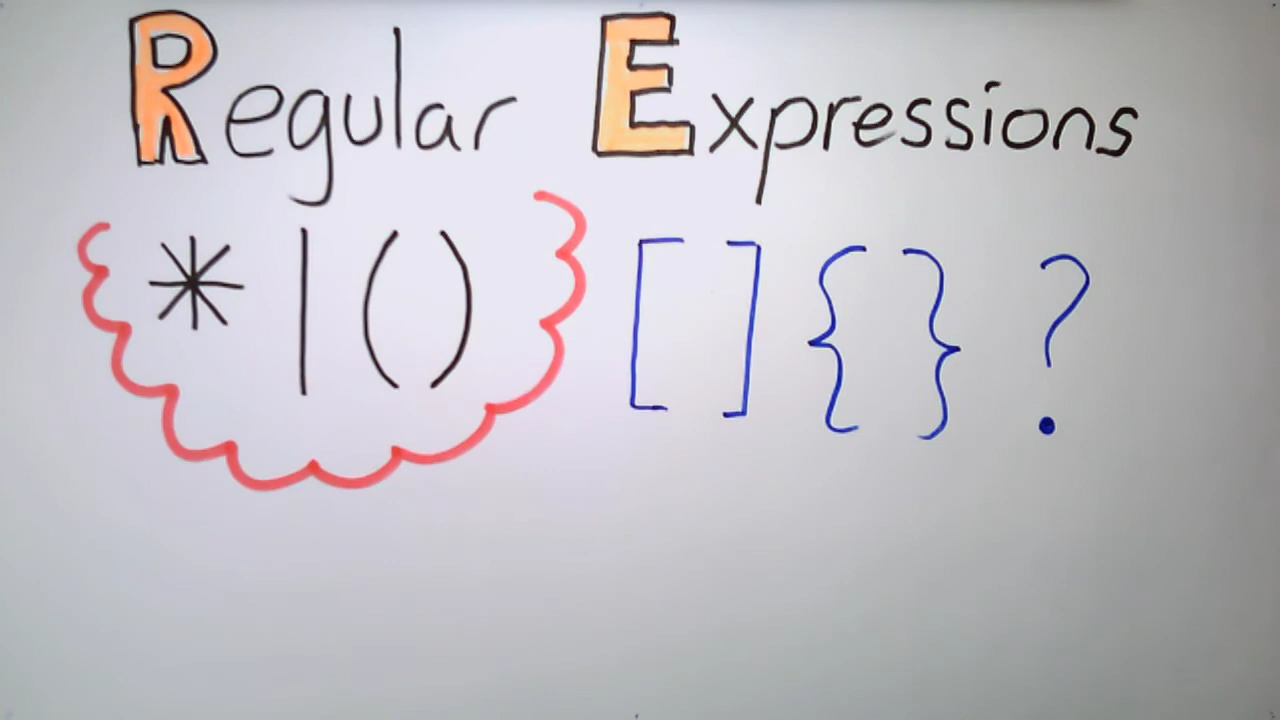 Regular Expressions
* | ( ) [ ] { } ?